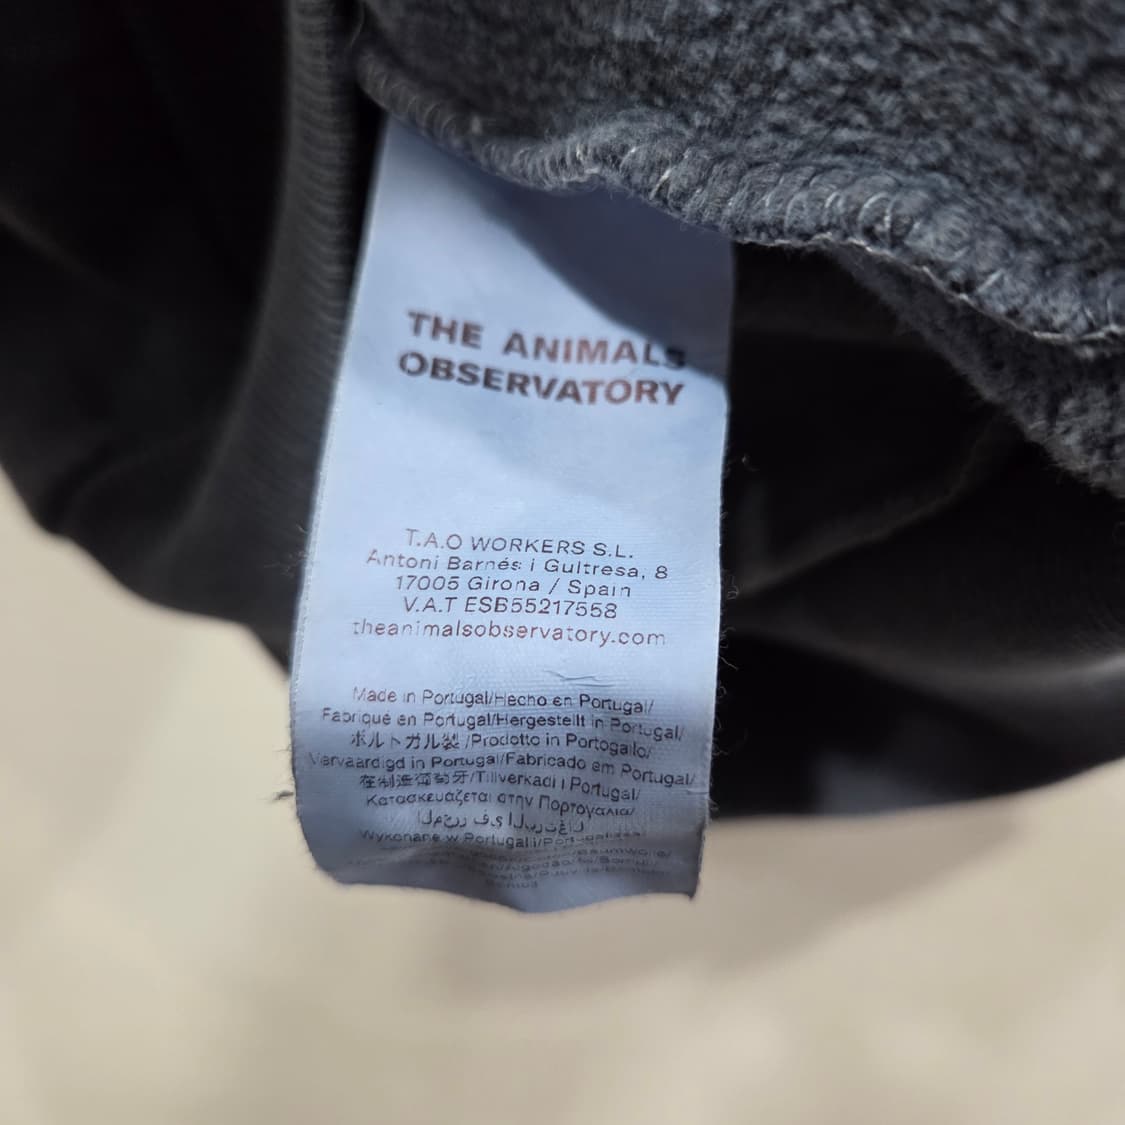 THE ANIMALS
OBSERVATORY
T.A.O WORKERS S.L.
Antoni Barnés i Gultresa, 8
17005 Girona / Spain
V.A.T ESB55217558
theanimalsobservatory.com
Made in Portugal/Hecho en Portugal/
Fabriqué en Portugal/Hergestellt in Portugal/
ポルトガル製 /Prodotto in Portogallo/
Vervaardigd in Portugal/Fabricado em Portugal/
在制造葡萄牙/Tillverkad i Portugal/
Κατασκευάζεται στην Πορτογαλία/
Wykonane w Portugalii/